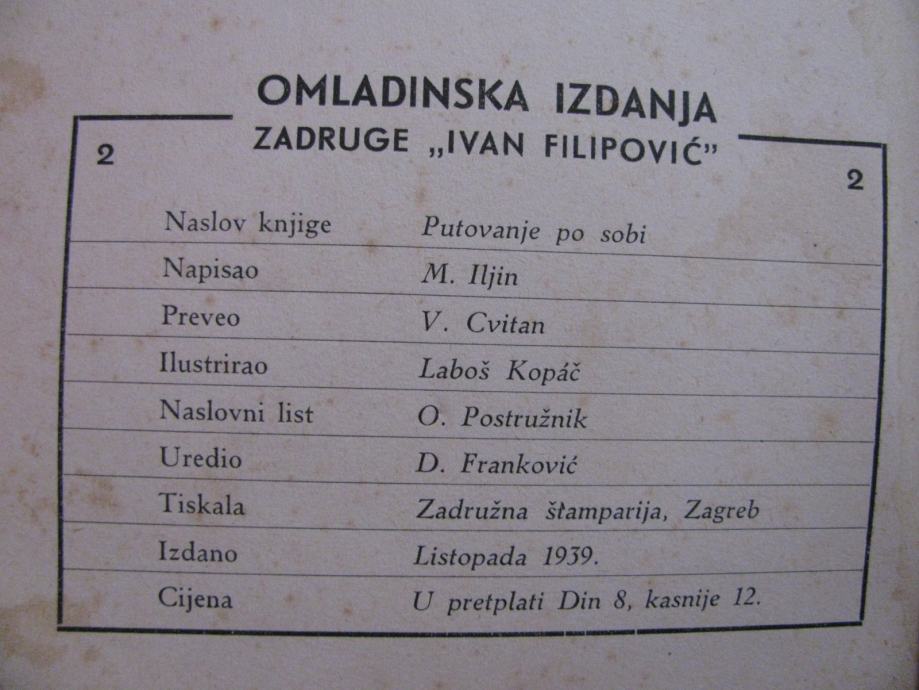 OMLADINSKA IZDANJA
ZADRUGE „IVAN FILIPOVIĆ”
2 2
Naslov knjige Putovanje po sobi
Napisao M. Iljin
Preveo V. Cvitan
Ilustrirao Laboš Kopáč
Naslovni list O. Postružnik
Uredio D. Franković
Tiskala Zadružna štamparija, Zagreb
Izdano Listopada 1939.
Cijena U pretplati Din 8, kasnije 12.